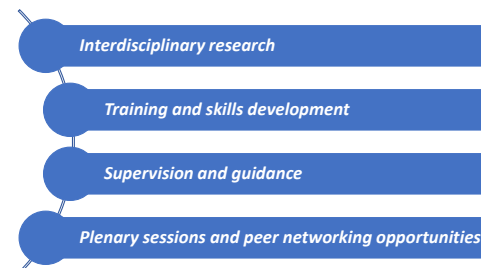 Interdisciplinary research
Training and skills development
Supervision and guidance
Plenary sessions and peer networking opportunities